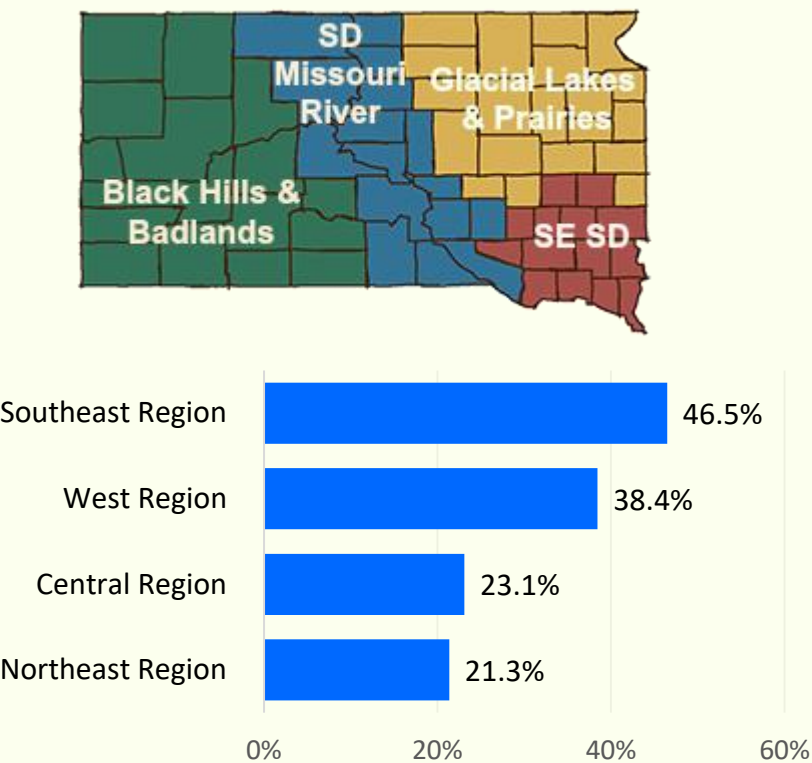 SD
Missouri
River
Glacial Lakes
& Prairies
Black Hills &
Badlands
SE SD
Southeast Region 46.5%
West Region 38.4%
Central Region 23.1%
Northeast Region 21.3%
0% 20% 40% 60%